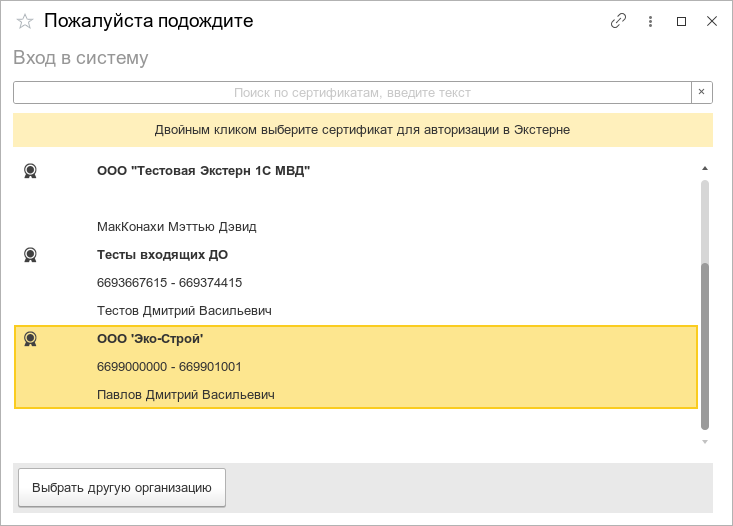 Пожалуйста подождите
Вход в систему
Поиск по сертификатам, введите текст
Двойным кликом выберите сертификат для авторизации в Экстерне
ООО "Тестовая Экстерн 1С МВД"
МакКонахи Мэттью Дэвид
Тесты входящих ДО
6693667615 - 669374415
Тестов Дмитрий Васильевич
ООО 'Эко-Строй'
6699000000 - 669901001
Павлов Дмитрий Васильевич
Выбрать другую организацию